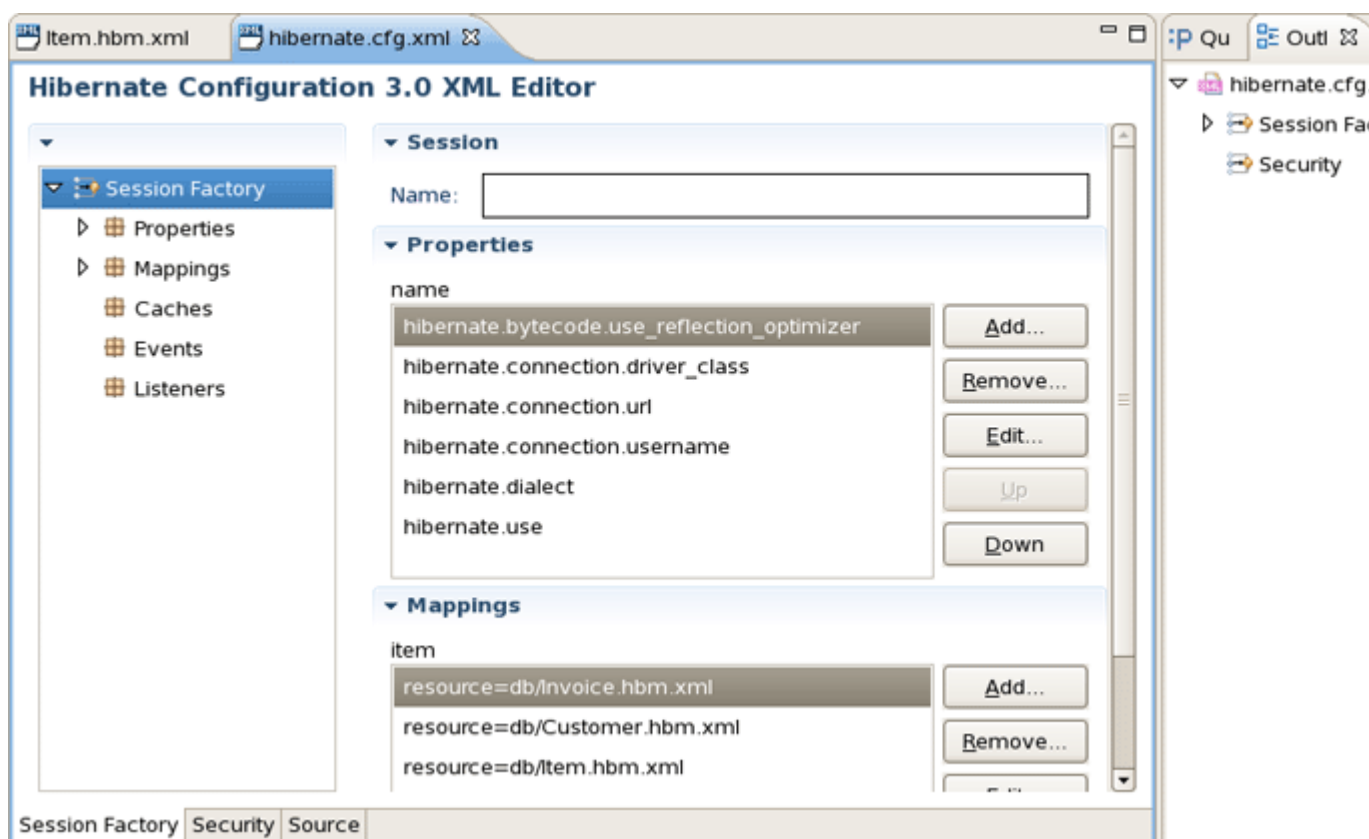 Item.hbm.xml
hibernate.cfg.xml
Qu
Outl
Hibernate Configuration 3.0 XML Editor
hibernate.cfg.
Session Fa
Security
Session Factory
Properties
Mappings
Caches
Events
Listeners
Session
Name:
Properties
name
hibernate.bytecode.use_reflection_optimizer
hibernate.connection.driver_class
hibernate.connection.url
hibernate.connection.username
hibernate.dialect
hibernate.use
Add...
Remove...
Edit...
Up
Down
Mappings
item
resource=db/Invoice.hbm.xml
resource=db/Customer.hbm.xml
resource=db/Item.hbm.xml
Add...
Remove...
Session Factory Security Source